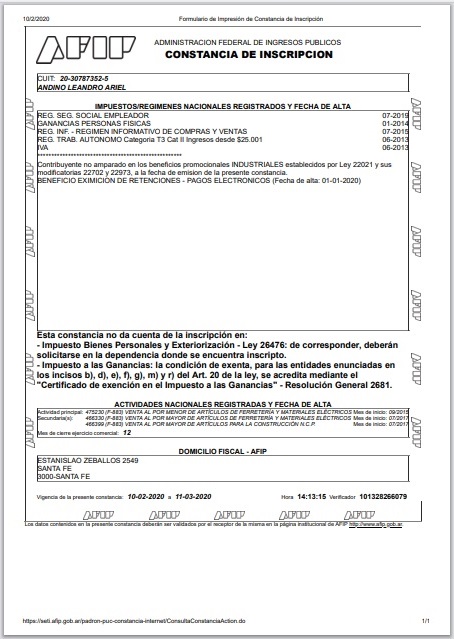 10/2/2020 Formulario de Impresión de Constancia de Inscripción
AFIP
ADMINISTRACION FEDERAL DE INGRESOS PUBLICOS
CONSTANCIA DE INSCRIPCION
CUIT: 20-30787352-5
ANDINO LEANDRO ARIEL
IMPUESTOS/REGIMENES NACIONALES REGISTRADOS Y FECHA DE ALTA
REG. SEG. SOCIAL EMPLEADOR 07-2019
GANANCIAS PERSONAS FISICAS 01-2014
REG. INF. - REGIMEN INFORMATIVO DE COMPRAS Y VENTAS 07-2015
REG. TRAB. AUTONOMO Categoria T3 Cat II Ingresos desde $25.001 06-2013
IVA 06-2013
Contribuyente no amparado en los beneficios promocionales INDUSTRIALES establecidos por Ley 22021 y sus
modificatorias 22702 y 22973, a la fecha de emision de la presente constancia.
BENEFICIO EXIMICION DE RETENCIONES - PAGOS ELECTRONICOS (Fecha de alta: 01-01-2020)
Esta constancia no da cuenta de la inscripción en:
- Impuesto Bienes Personales y Exteriorización - Ley 26476: de corresponder, deberán
solicitarse en la dependencia donde se encuentra inscripto.
- Impuesto a las Ganancias: la condición de exenta, para las entidades enunciadas en
los incisos b), d), e), f), g), m) y r) del Art. 20 de la ley, se acredita mediante el
"Certificado de exención en el Impuesto a las Ganancias" - Resolución General 2681.
ACTIVIDADES NACIONALES REGISTRADAS Y FECHA DE ALTA
Actividad principal: 475230 (F-883) VENTA AL POR MENOR DE ARTÍCULOS DE FERRETERÍA Y MATERIALES ELÉCTRICOS Mes de inicio: 09/2015
Secundaria(s): 466330 (F-883) VENTA AL POR MAYOR DE ARTÍCULOS DE FERRETERÍA Y MATERIALES ELÉCTRICOS Mes de inicio: 07/2017
466399 (F-883) VENTA AL POR MAYOR DE ARTÍCULOS PARA LA CONSTRUCCIÓN N.C.P. Mes de inicio: 07/2017
Mes de cierre ejercicio comercial: 12
DOMICILIO FISCAL - AFIP
ESTANISLAO ZEBALLOS 2549
SANTA FE
3000-SANTA FE
Vigencia de la presente constancia: 10-02-2020 a 11-03-2020 Hora 14:13:15 Verificador 101328266079
AFIP AFIP AFIP AFIP AFIP
Los datos contenidos en la presente constancia deberán ser validados por el receptor de la misma en la página institucional de AFIP http://www.afip.gob.ar.
https://seti.afip.gob.ar/padron-puc-constancia-internet/ConsultaConstanciaAction.do 1/1